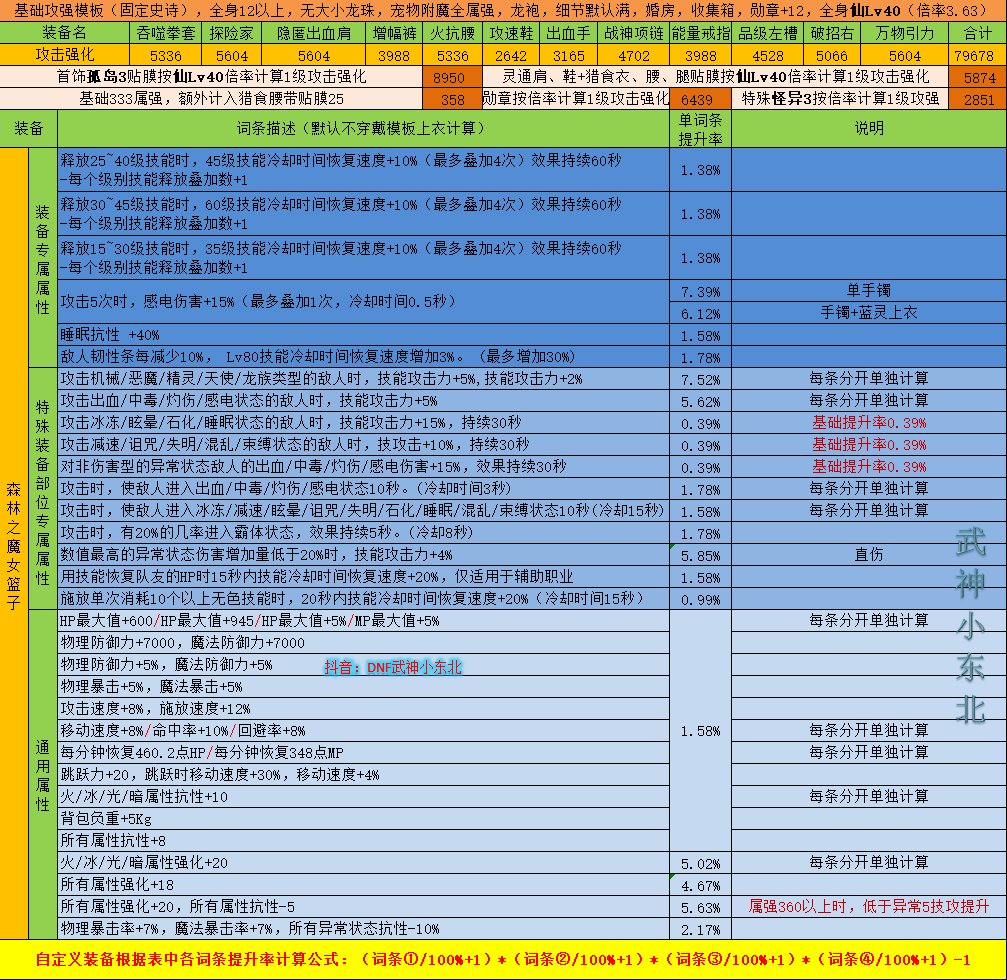 基础攻强模板（固定史诗），全身12以上，无大小龙珠，宠物附魔全属强，龙袍，细节默认满，婚房，收集箱，勋章+12，全身仙Lv40（倍率3.63）
装备名 吞噬拳套 探险家 隐匿出血肩 增幅裤 火抗腰 攻速鞋 出血手 战神项链 能量戒指 品级左槽 破招右 万物引力 合计
攻击强化 5336 5604 5604 3988 5336 2642 3165 4702 3988 4528 5066 5604 79678
首饰孤岛3贴膜按仙Lv40倍率计算1级攻击强化 8950 灵通肩、鞋+猎食衣、腰、腿贴膜按仙Lv40倍率计算1级攻击强化 5874
基础333属强，额外计入猎食腰带贴膜25 358 勋章按倍率计算1级攻击强化 6439 特殊怪异3按倍率计算1级攻强 2851
装备 词条描述（默认不穿戴模板上衣计算） 单词条提升率 说明
森林之魔女篮子
装备专属属性
释放25~40级技能时，45级技能冷却时间恢复速度+10%（最多叠加4次）效果持续60秒
-每个级别技能释放叠加数+1 1.38%
释放30~45级技能时，60级技能冷却时间恢复速度+10%（最多叠加4次）效果持续60秒
-每个级别技能释放叠加数+1 1.38%
释放15~30级技能时，35级技能冷却时间恢复速度+10%（最多叠加4次）效果持续60秒
-每个级别技能释放叠加数+1 1.38%
攻击5次时，感电伤害+15%（最多叠加1次，冷却时间0.5秒） 7.39% 单手镯
6.12% 手镯+蓝灵上衣
睡眠抗性 +40% 1.58%
敌人韧性条每减少10%， Lv80技能冷却时间恢复速度增加3%。（最多增加30%) 1.78%
特殊装备部位专属属性
攻击机械/恶魔/精灵/天使/龙族类型的敌人时，技能攻击力+5%,技能攻击力+2% 7.52% 每条分开单独计算
攻击出血/中毒/灼伤/感电状态的敌人时，技能攻击力+5% 5.62% 每条分开单独计算
攻击冰冻/眩晕/石化/睡眠状态的敌人时，技能攻击力+15%，持续30秒 0.39% 基础提升率0.39%
攻击减速/诅咒/失明/混乱/束缚状态的敌人时，技攻击+10%，持续30秒 0.39% 基础提升率0.39%
对非伤害型的异常状态敌人的出血/中毒/灼伤/感电伤害+15%，效果持续30秒 0.39% 基础提升率0.39%
攻击时，使敌人进入出血/中毒/灼伤/感电状态10秒。（冷却时间3秒) 1.78% 每条分开单独计算
攻击时，使敌人进入冰冻/减速/眩晕/诅咒/失明/石化/睡眠/混乱/束缚状态10秒(冷却15秒) 1.58% 每条分开单独计算
攻击时，有20%的几率进入霸体状态，效果持续5秒。（冷却8秒) 1.78%
数值最高的异常状态伤害增加量低于20%时，技能攻击力+4% 5.85% 直伤
用技能恢复队友的HP时15秒内技能冷却时间恢复速度+20%，仅适用于辅助职业 1.58%
施放单次消耗10个以上无色技能时，20秒内技能冷却时间恢复速度+20%（冷却时间15秒） 0.99%
通用属性
HP最大值+600/HP最大值+945/HP最大值+5%/MP最大值+5% 每条分开单独计算
物理防御力+7000，魔法防御力+7000
物理防御力+5%，魔法防御力+5%
抖音：DNF武神小东北
物理暴击+5%，魔法暴击+5%
攻击速度+8%，施放速度+12%
移动速度+8%/命中率+10%/回避率+8% 1.58% 每条分开单独计算
每分钟恢复460.2点HP/每分钟恢复348点MP 每条分开单独计算
跳跃力+20，跳跃时移动速度+30%，移动速度+4%
火/冰/光/暗属性抗性+10 每条分开单独计算
背包负重+5Kg
所有属性抗性+8
火/冰/光/暗属性强化+20 5.02% 每条分开单独计算
所有属性强化+18 4.67%
所有属性强化+20，所有属性抗性-5 5.63% 属强360以上时，低于异常5技攻提升
物理暴击率+7%，魔法暴击率+7%，所有异常状态抗性-10% 2.17%
武神小东北
自定义装备根据表中各词条提升率计算公式：（词条①/100%+1）*（词条②/100%+1）*（词条③/100%+1）*（词条④/100%+1）-1